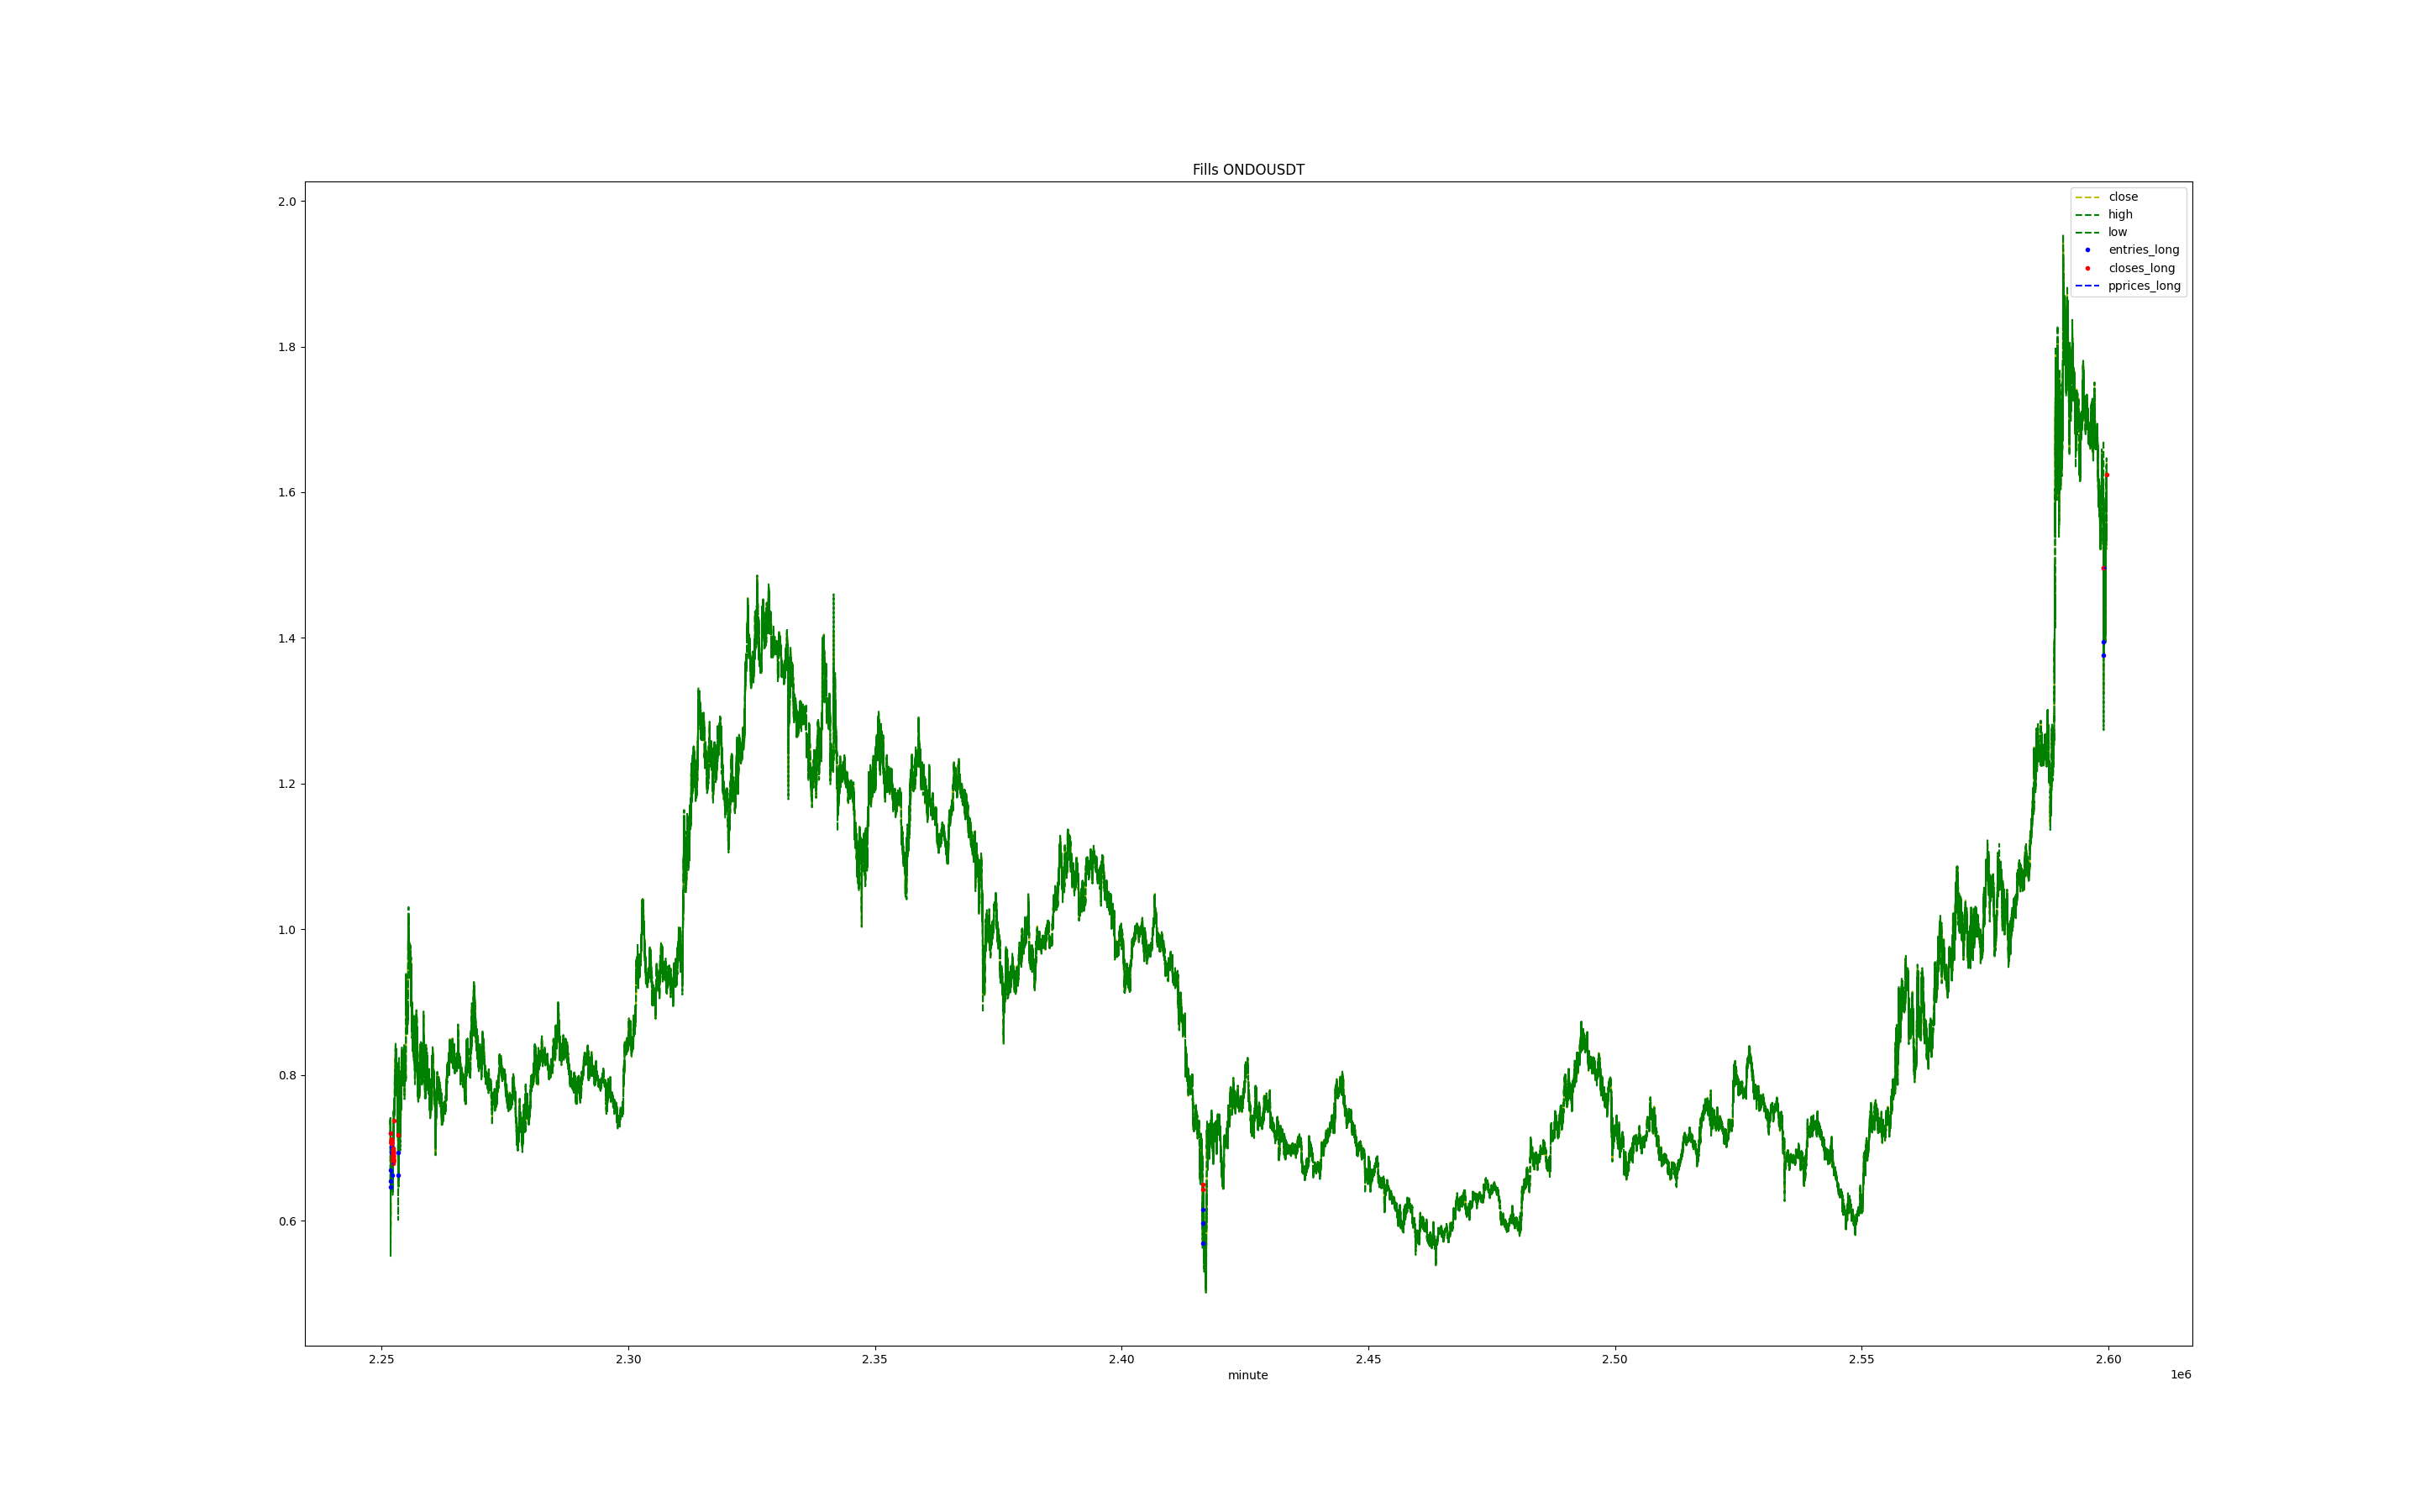 Fills ONDOUSDT
2.0
1.8
1.6
1.4
1.2
1.0
0.8
0.6
close
high
low
entries_long
closes_long
pprices_long
2.25 2.30 2.35 2.40 2.45 2.50 2.55 2.60
minute
1e6